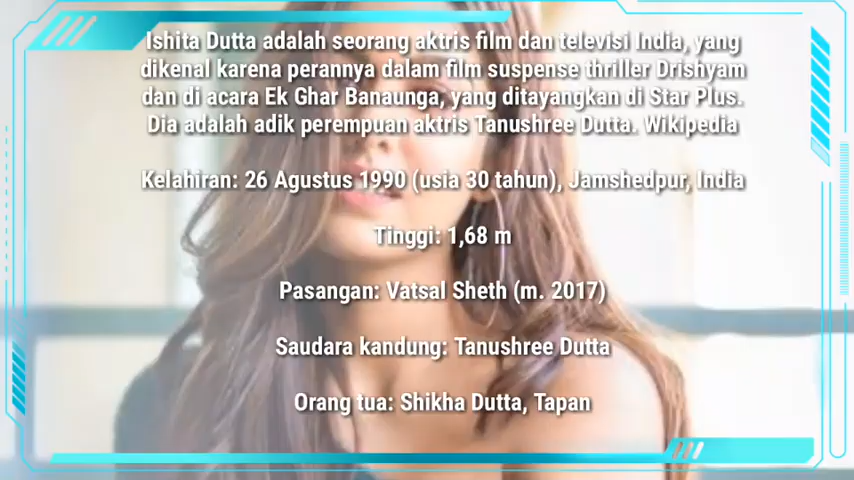 Ishita Dutta adalah seorang aktris film dan televisi India, yang
dikenal karena perannya dalam film suspense thriller Drishyam
dan di acara Ek Ghar Banaunga, yang ditayangkan di Star Plus.
Dia adalah adik perempuan aktris Tanushree Dutta. Wikipedia
Kelahiran: 26 Agustus 1990 (usia 30 tahun), Jamshedpur, India
Tinggi: 1,68 m
Pasangan: Vatsal Sheth (m. 2017)
Saudara kandung: Tanushree Dutta
Orang tua: Shikha Dutta, Tapan